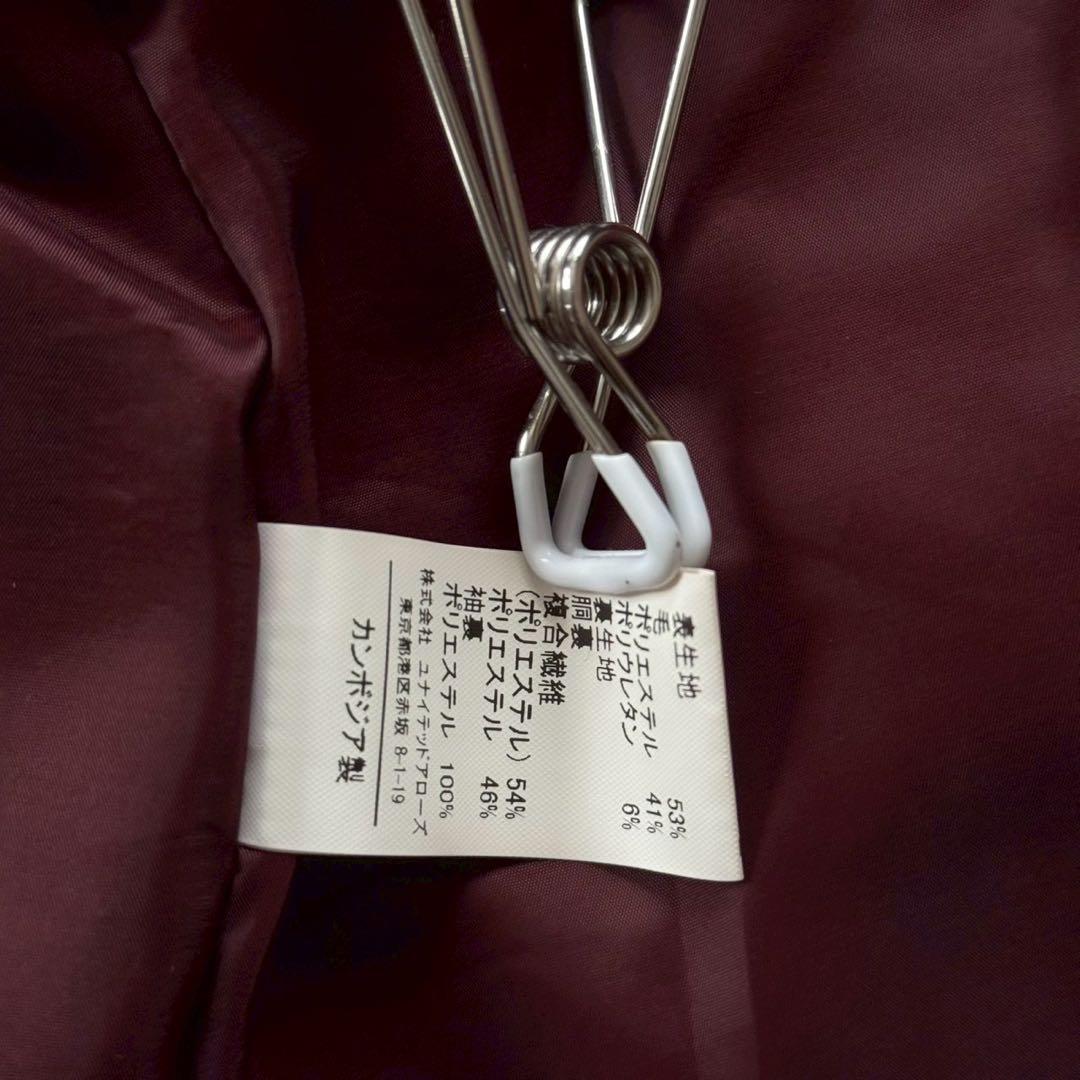 表生地
毛 53%
ポリエステル 41%
ポリウレタン 6%
裏生地
胴裏
複合繊維
(ポリエステル) 54%
ポリエステル 46%
袖裏
ポリエステル 100%
株式会社 ユナイテッドアローズ
東京都港区赤坂 8-1-19
カンボジア製